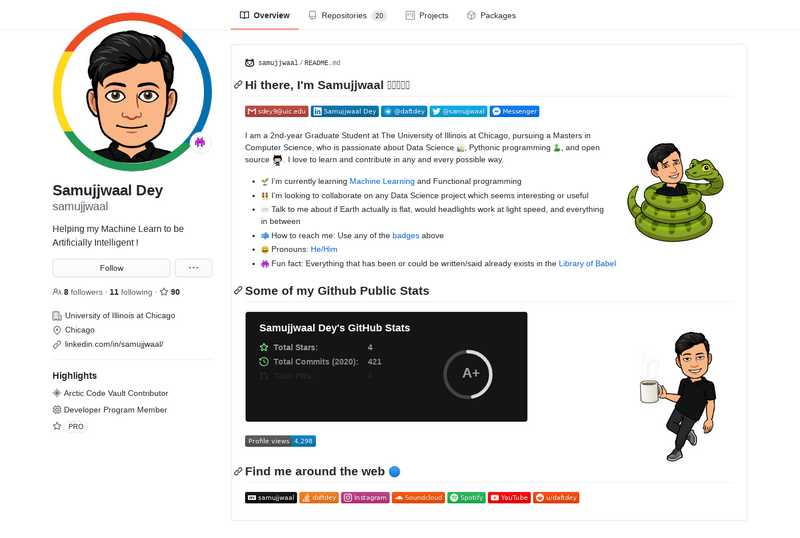 Overview
Repositories 20
Projects
Packages
samujjwaal / README.md
Hi there, I'm Samujjwaal
sdey9@uic.edu Samujjwaal Dey @daftdey @samujjwaal Messenger
I am a 2nd-year Graduate Student at The University of Illinois at Chicago, pursuing a Masters in
Computer Science, who is passionate about Data Science , Pythonic programming , and open
source . I love to learn and contribute in any and every possible way.
I'm currently learning Machine Learning and Functional programming
I'm looking to collaborate on any Data Science project which seems interesting or useful
Talk to me about if Earth actually is flat, would headlights work at light speed, and everything
in between
How to reach me: Use any of the badges above
Pronouns: He/Him
Fun fact: Everything that has been or could be written/said already exists in the Library of Babel
Samujjwaal Dey
samujjwaal
Helping my Machine Learn to be
Artificially Intelligent !
Follow
8 followers · 11 following · 90
University of Illinois at Chicago
Chicago
linkedin.com/in/samujjwaal/
Highlights
Arctic Code Vault Contributor
Developer Program Member
PRO
Some of my Github Public Stats
Samujjwaal Dey's GitHub Stats
Total Stars: 4
Total Commits (2020): 421
A+
Profile views 4,298
Find me around the web
samujjwaal daftdey Instagram Soundcloud Spotify YouTube u/daftdey